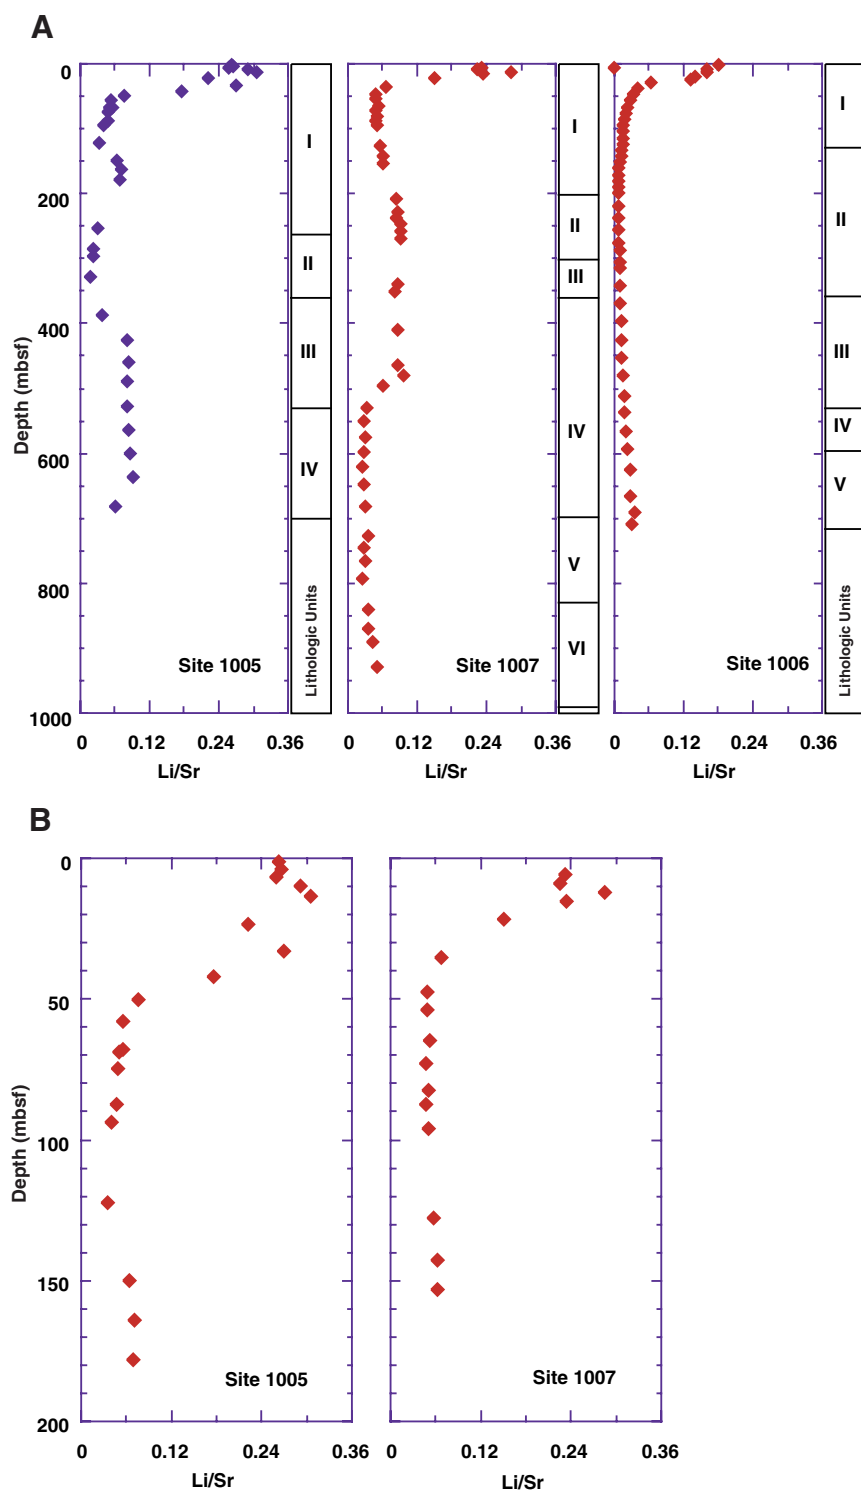 A
0
200
400
600
800
1000
Depth (mbsf)
I
II
III
IV
Lithologic Units
Site 1005
0 0.12 0.24 0.36
Li/Sr
I
II
III
IV
V
VI
Site 1007
0 0.12 0.24 0.36
Li/Sr
I
II
III
IV
V
Lithologic Units
Site 1006
0 0.12 0.24 0.36
Li/Sr
B
0
50
100
150
200
Depth (mbsf)
Site 1005
0 0.12 0.24 0.36
Li/Sr
Site 1007
0 0.12 0.24 0.36
Li/Sr